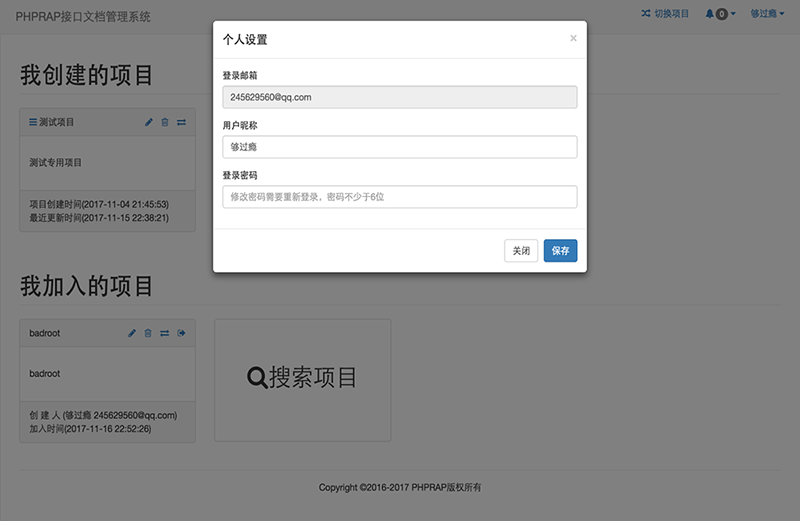 PHPRAP接口文档管理系统
切换项目
0
够过瘾
个人设置
×
登录邮箱
245629560@qq.com
用户昵称
够过瘾
登录密码
修改密码需要重新登录，密码不少于6位
关闭
保存
我创建的项目
测试项目
测试专用项目
项目创建时间(2017-11-04 21:45:53)
最近更新时间(2017-11-15 22:38:21)
我加入的项目
badroot
badroot
创 建 人 (够过瘾 245629560@qq.com)
加入时间(2017-11-16 22:52:26)
搜索项目
Copyright ©2016-2017 PHPRAP版权所有